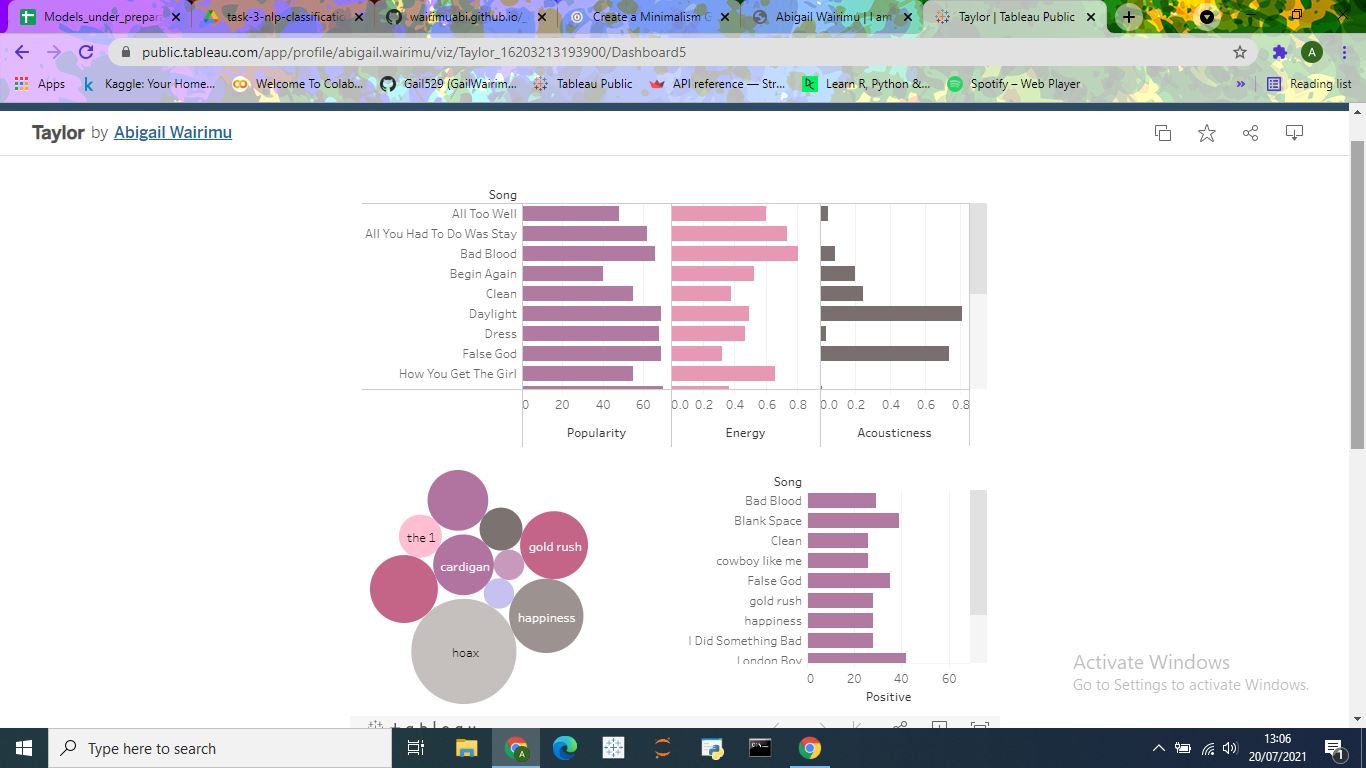 Models_under_prepar
task-3-nlp-classificatio
wairimuabi.github.io/_
Create a Minimalism G
Abigail Wairimu | I am
Taylor | Tableau Public
public.tableau.com/app/profile/abigail.wairimu/viz/Taylor_16203213193900/Dashboard5
A
Apps
Kaggle: Your Home...
Welcome To Colab...
Gail529 (GailWairim...
Tableau Public
API reference — Str...
Learn R, Python &...
Spotify – Web Player
»
Reading list
Taylor by Abigail Wairimu
Song
All Too Well
All You Had To Do Was Stay
Bad Blood
Begin Again
Clean
Daylight
Dress
False God
How You Get The Girl
0 20 40 60 0.0 0.2 0.4 0.6 0.8 0.0 0.2 0.4 0.6 0.8
Popularity Energy Acousticness
the 1
gold rush
cardigan
happiness
hoax
Song
Bad Blood
Blank Space
Clean
cowboy like me
False God
gold rush
happiness
I Did Something Bad
London Boy
0 20 40 60
Positive
Activate Windows
Go to Settings to activate Windows.
tableau
Type here to search
13:06
20/07/2021
1